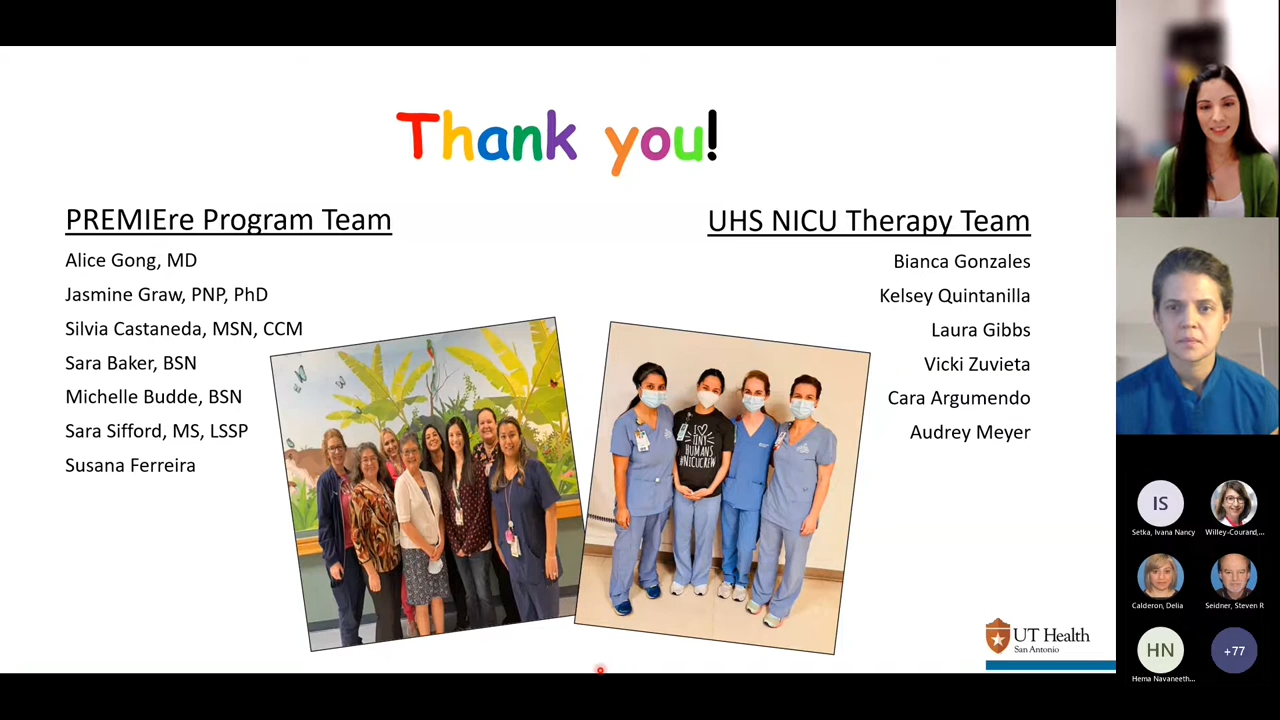 Thank you!
PREMIEre Program Team
Alice Gong, MD
Jasmine Graw, PNP, PhD
Silvia Castaneda, MSN, CCM
Sara Baker, BSN
Michelle Budde, BSN
Sara Sifford, MS, LSSP
Susana Ferreira
UHS NICU Therapy Team
Bianca Gonzales
Kelsey Quintanilla
Laura Gibbs
Vicki Zuvieta
Cara Argumendo
Audrey Meyer
I
TINY
HUMANS
#NICUCREW
UT Health
San Antonio
IS
Setka, Ivana Nancy
Willey-Courand,...
Calderon, Delia
Seidner, Steven R
HN
Hema Navaneeth...
+77